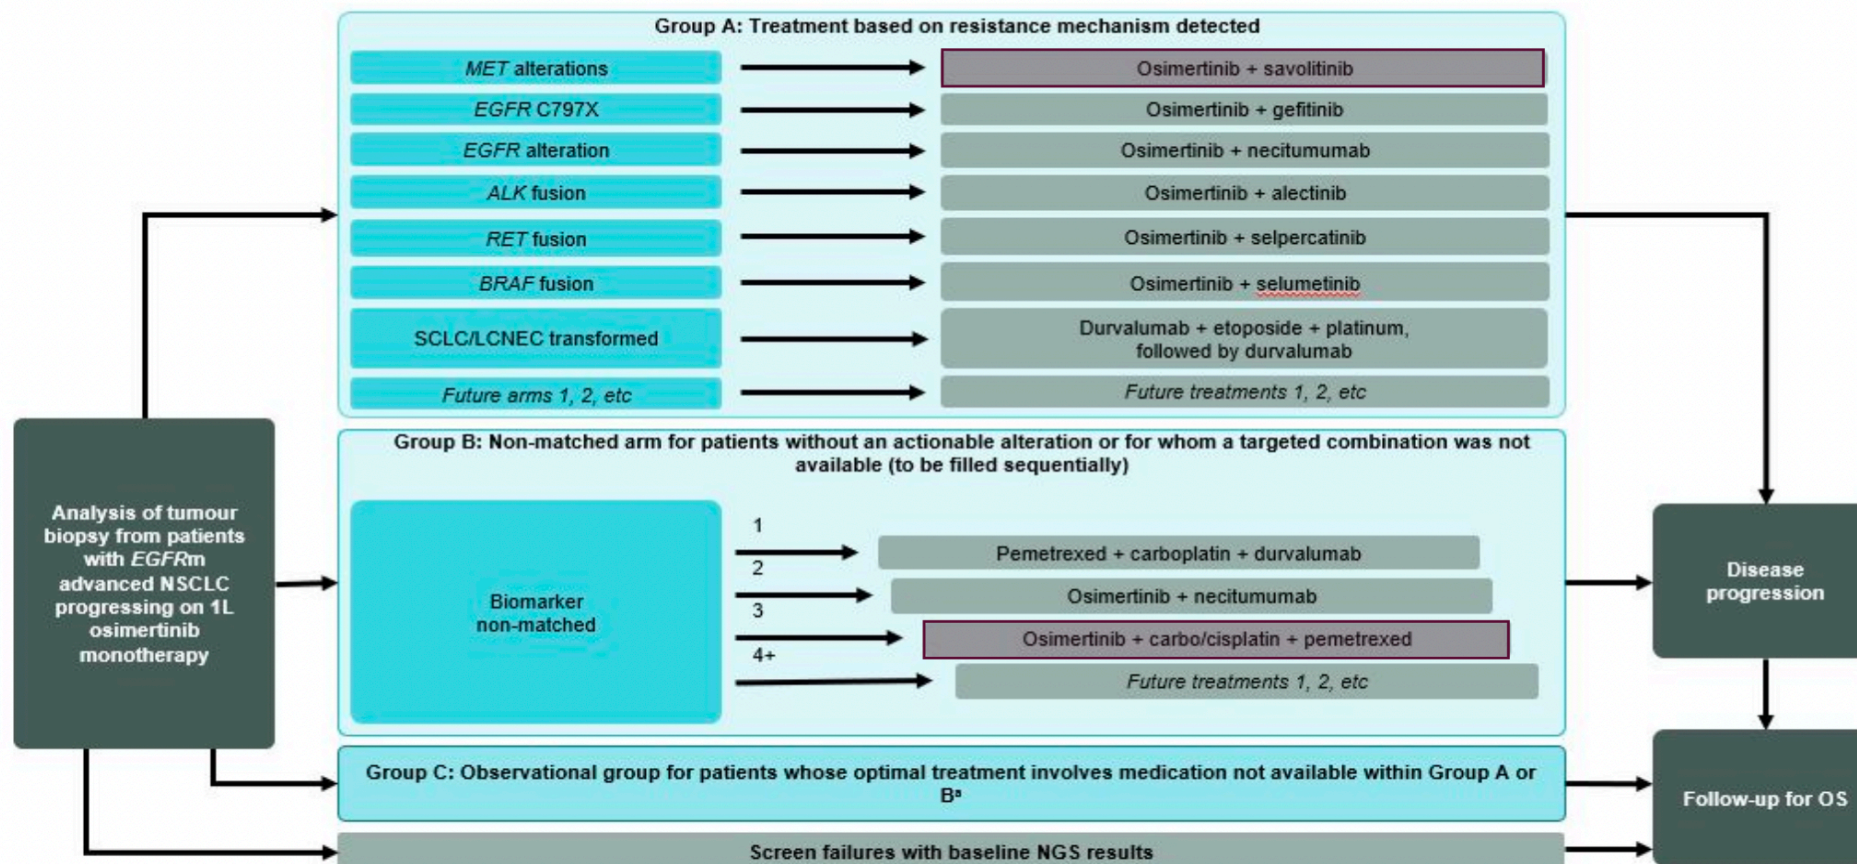 Group A: Treatment based on resistance mechanism detected
MET alterations
Osimertinib + savolitinib
EGFR C797X
Osimertinib + gefitinib
EGFR alteration
Osimertinib + necitumumab
ALK fusion
Osimertinib + alectinib
RET fusion
Osimertinib + selpercatinib
BRAF fusion
Osimertinib + selumetinib
SCLC/LCNEC transformed
Durvalumab + etoposide + platinum,
followed by durvalumab
Future arms 1, 2, etc
Future treatments 1, 2, etc
Analysis of tumour
biopsy from patients
with EGFRm
advanced NSCLC
progressing on 1L
osimertinib
monotherapy
Group B: Non-matched arm for patients without an actionable alteration or for whom a targeted combination was not
available (to be filled sequentially)
Biomarker
non-matched
1
Pemetrexed + carboplatin + durvalumab
2
Osimertinib + necitumumab
3
Osimertinib + carbo/cisplatin + pemetrexed
4+
Future treatments 1, 2, etc
Disease
progression
Group C: Observational group for patients whose optimal treatment involves medication not available within Group A or
Bᵃ
Follow-up for OS
Screen failures with baseline NGS results